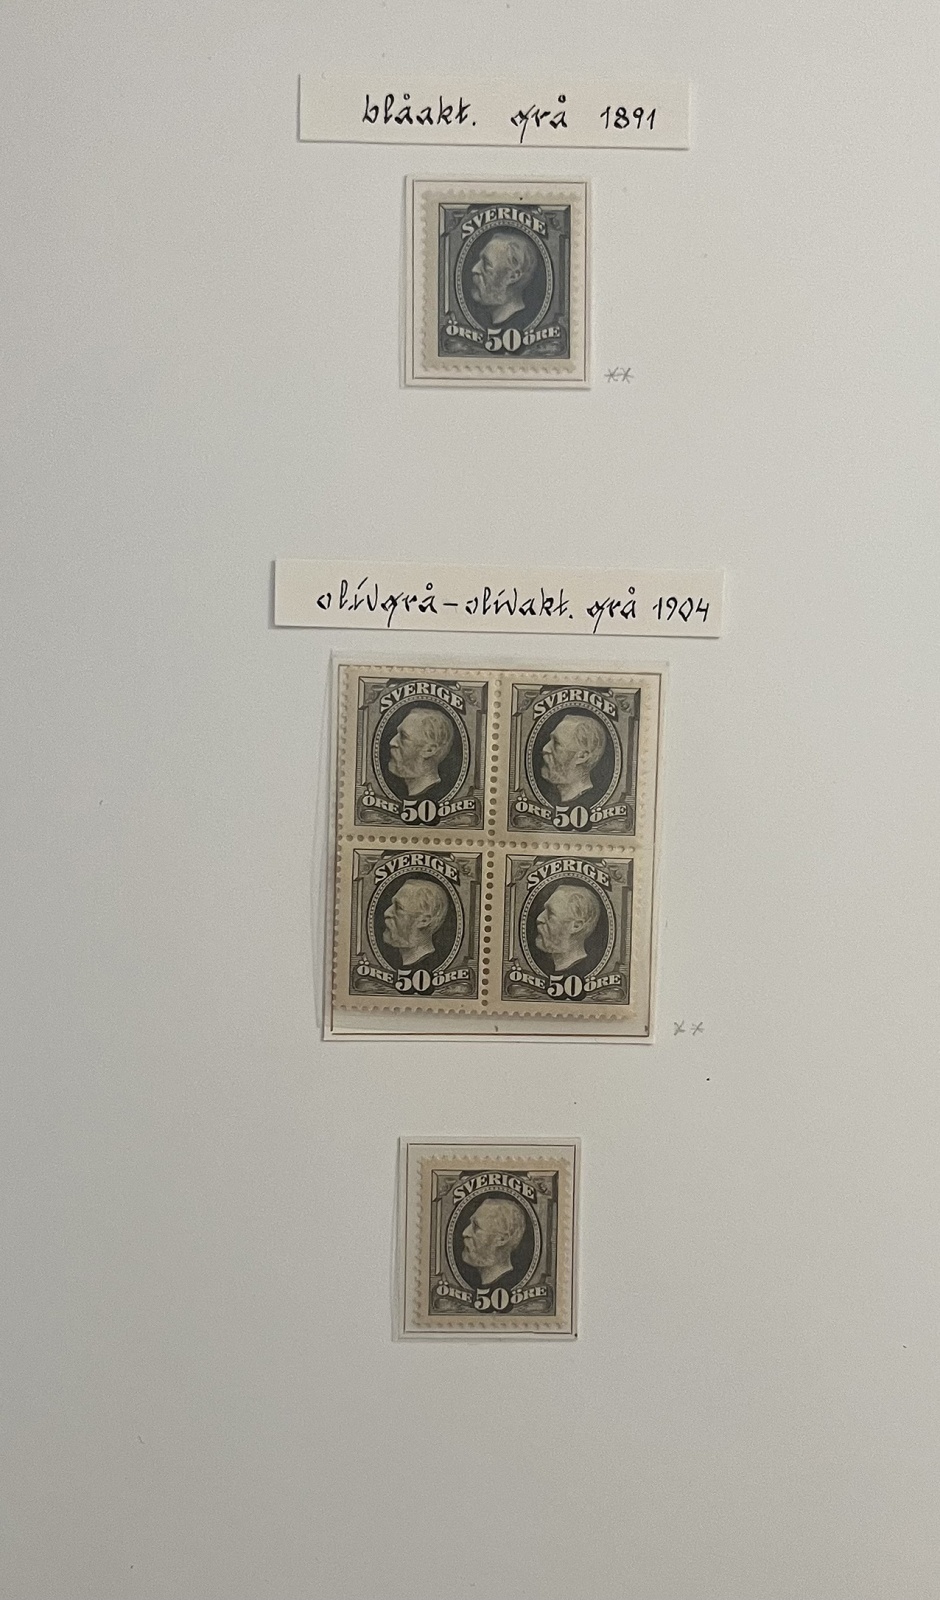 blåakt. grå 1891
SVERIGE
ÖRE 50 ÖRE
**
olivgrå-olivakt. grå 1904
SVERIGE SVERIGE
ÖRE 50 ÖRE ÖRE 50 ÖRE
SVERIGE SVERIGE
ÖRE 50 ÖRE ÖRE 50 ÖRE
**
SVERIGE
ÖRE 50 ÖRE